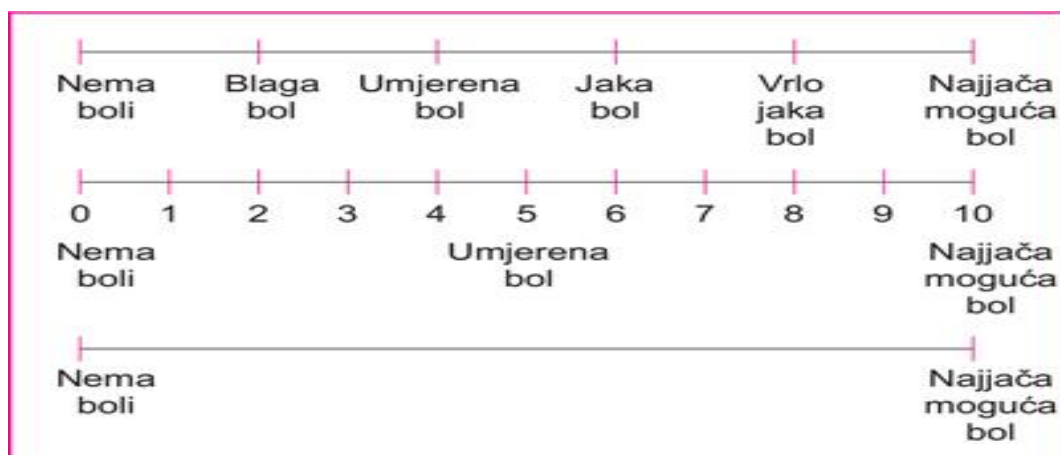 Nema Blaga Umjerena Jaka Vrlo Najjača
boli bol bol bol jaka moguća
bol bol
0 1 2 3 4 5 6 7 8 9 10
Nema Umjerena Najjača
boli bol moguća
bol
Nema Najjača
boli moguća
bol